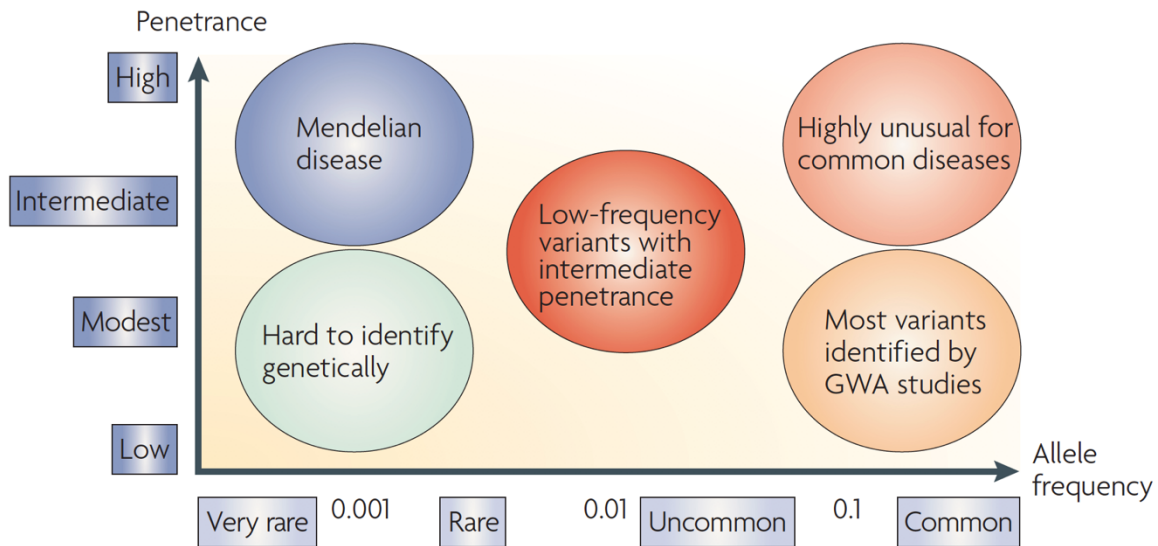 Penetrance
High
Mendelian
disease
Highly unusual for
common diseases
Intermediate
Low-frequency
variants with
intermediate
penetrance
Modest
Hard to identify
genetically
Most variants
identified by
GWA studies
Low
Allele
frequency
Very rare
0.001
Rare
0.01
Uncommon
0.1
Common